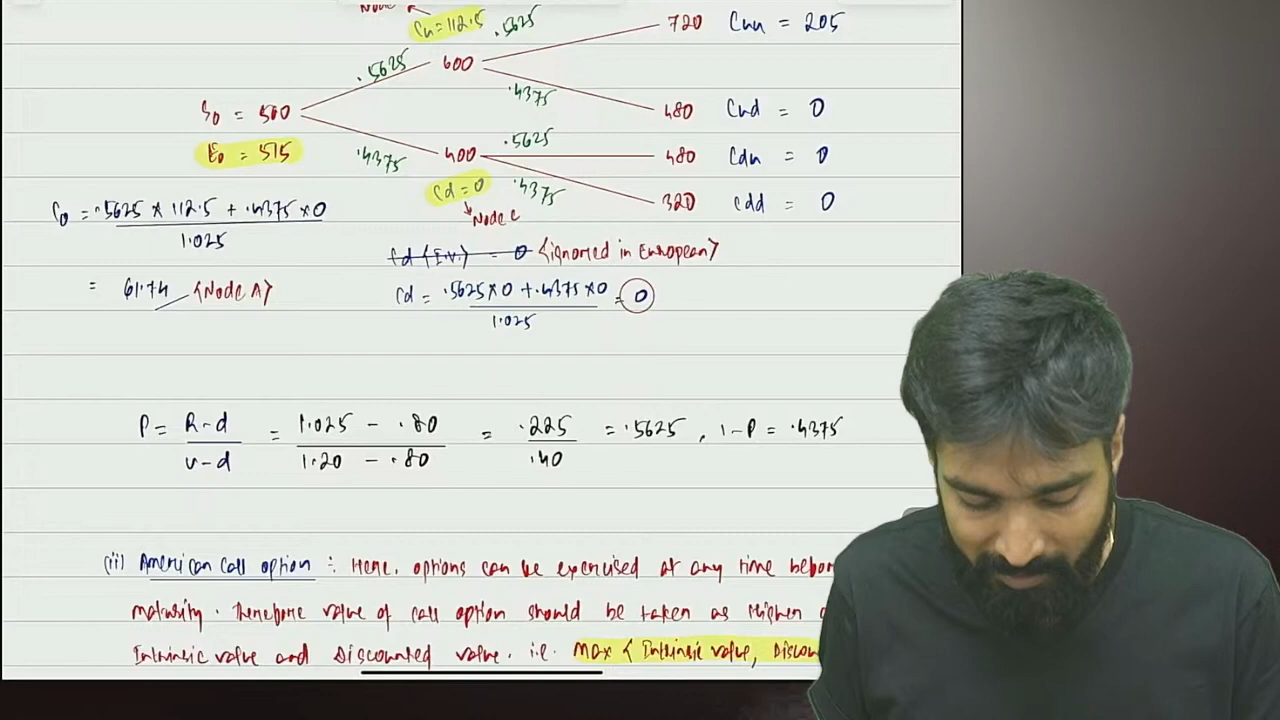 Cu = 112.5
.5625
720 Cuu = 205
.5625
600
.4375
S0 = 500
480 Cud = 0
.5625
E0 = 515
.4375
400
480 Cdu = 0
Cd = 0
.4375
320 Cdd = 0
Node C
C0 = .5625 × 112.5 + .4375 × 0
1.025
Cd (I.V.) = 0 {ignored in European}
= 61.74 {Node A}
Cd = .5625 × 0 + .4375 × 0 = 0
1.025
P = R-d = 1.025 - .80 = .225 = .5625, 1-P = .4375
u-d 1.20 - .80 .40
(ii) American call option :- Here, options can be exercised at any time
maturity. Therefore value of call option should be taken as Higher
Intrinsic value and Discounted value. i.e. Max { Intrinsic value,